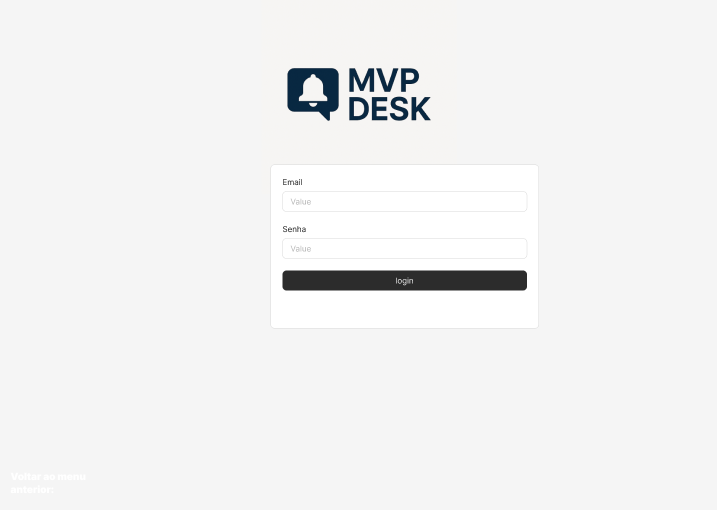 MVP
DESK
Email
Value
Senha
Value
login
Voltar ao menu
anterior: